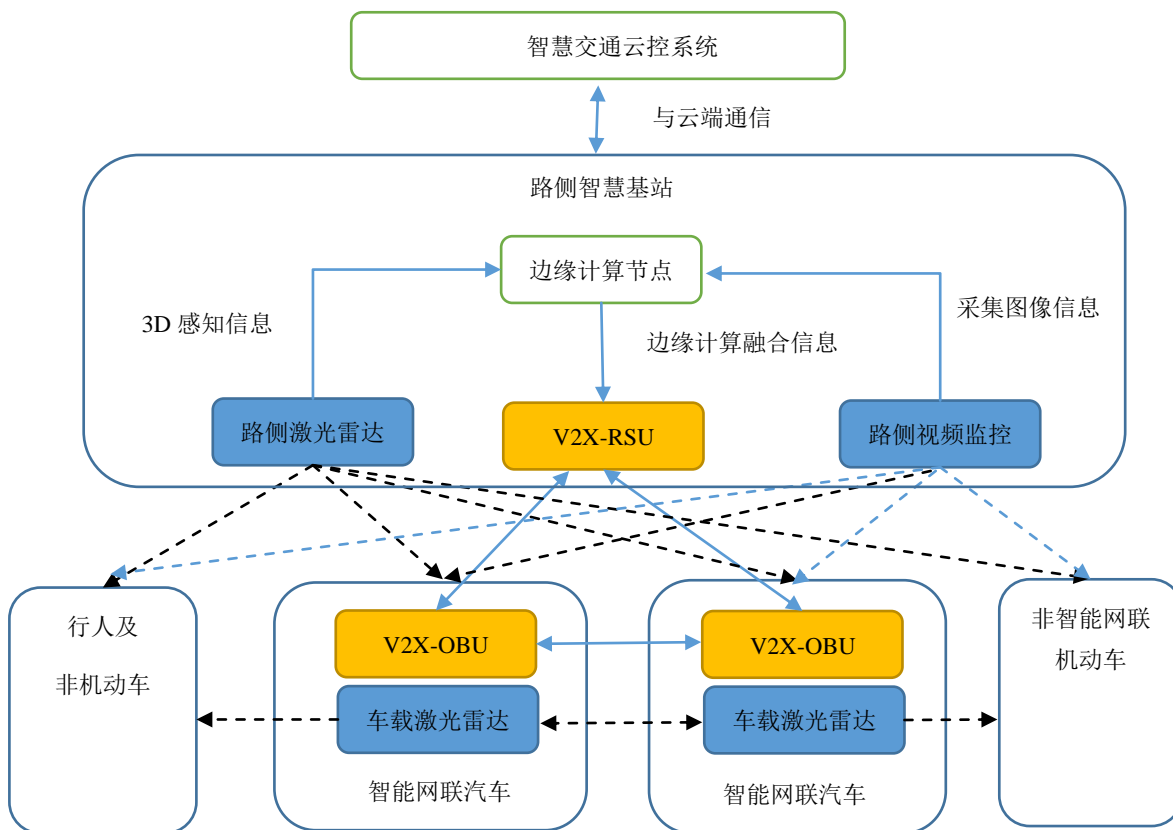 智慧交通云控系统
与云端通信
路侧智慧基站
边缘计算节点
3D 感知信息
采集图像信息
边缘计算融合信息
路侧激光雷达
V2X-RSU
路侧视频监控
行人及
非机动车
V2X-OBU
车载激光雷达
智能网联汽车
V2X-OBU
车载激光雷达
智能网联汽车
非智能网联
机动车